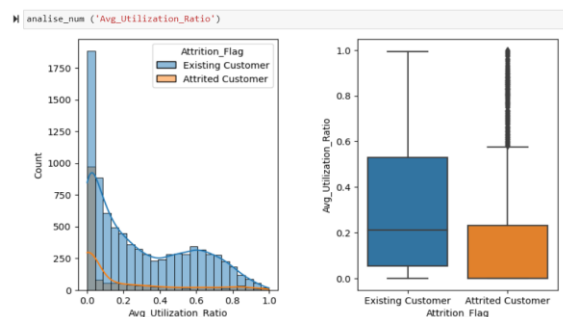 analise_num ('Avg_Utilization_Ratio')
Attrition_Flag
Existing Customer
Attrited Customer
1750
1500
1250
1000
750
500
250
0
Count
0.0 0.2 0.4 0.6 0.8 1.0
Avg_Utilization_Ratio
1.0
0.8
0.6
0.4
0.2
0.0
Avg_Utilization_Ratio
Existing Customer Attrited Customer
Attrition_Flag